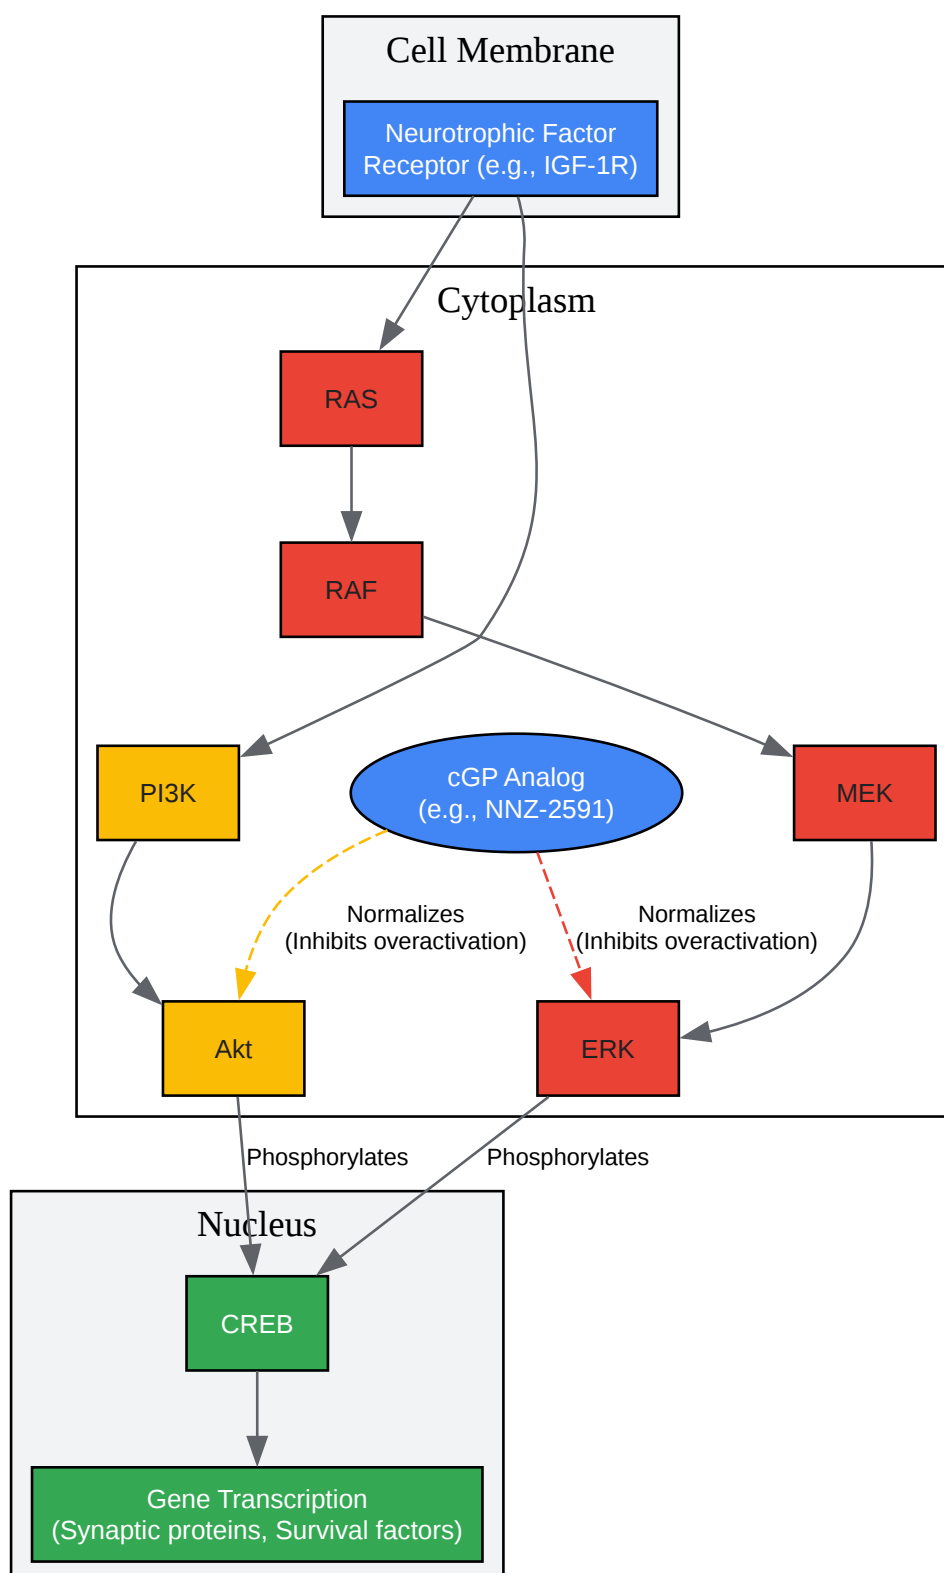 Cell Membrane
Neurotrophic Factor
Receptor (e.g., IGF-1R)
Cytoplasm
RAS
RAF
PI3K
cGP Analog
(e.g., NNZ-2591)
MEK
Normalizes
(Inhibits overactivation)
Normalizes
(Inhibits overactivation)
Akt
ERK
Phosphorylates
Phosphorylates
Nucleus
CREB
Gene Transcription
(Synaptic proteins, Survival factors)